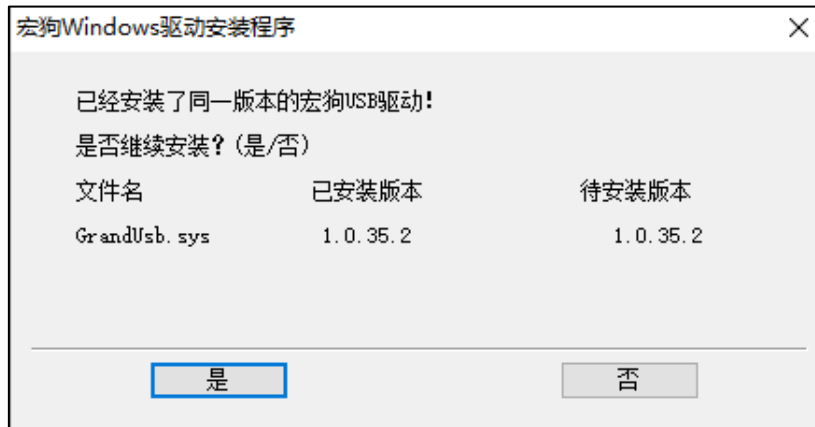 宏狗Windows驱动安装程序
已经安装了同一版本的宏狗USB驱动!
是否继续安装?(是/否)
文件名 已安装版本 待安装版本
GrandUsb.sys 1.0.35.2 1.0.35.2
是 否